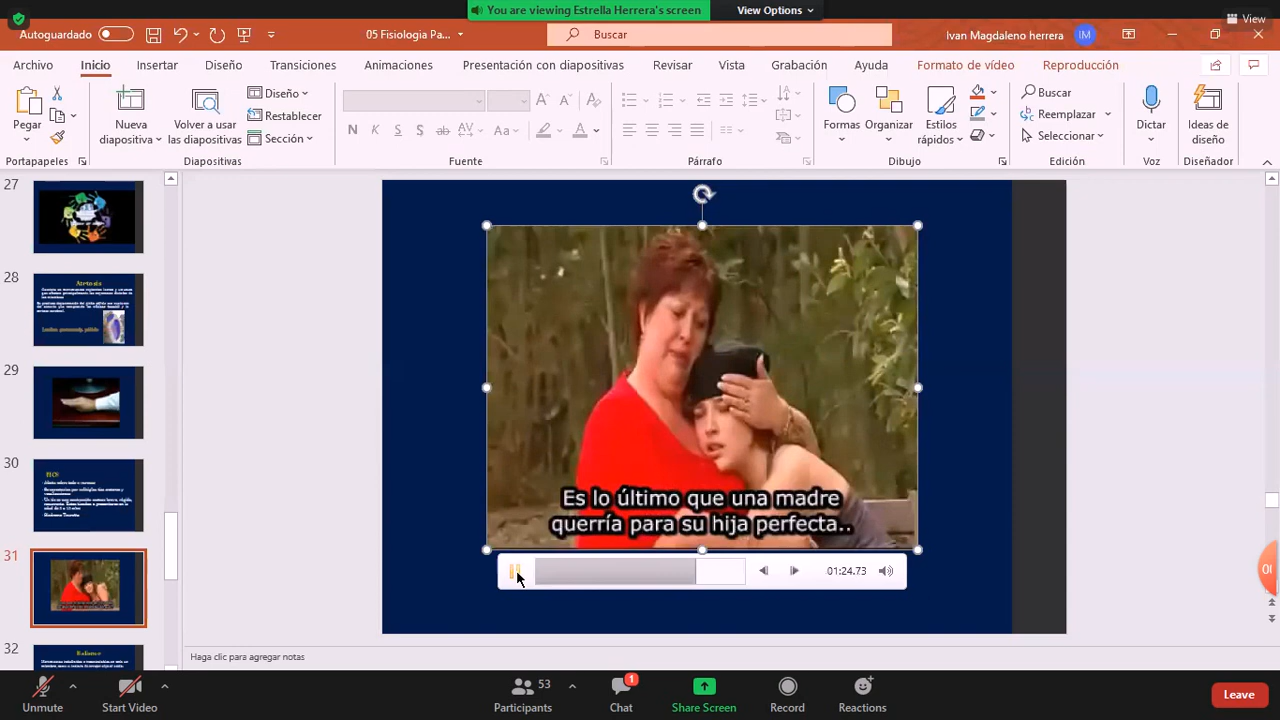 You are viewing Estrella Herrera's screen
View Options
View
Autoguardado
05 Fisiologia Pa...
Buscar
Ivan Magdaleno herrera
IM
Archivo
Inicio
Insertar
Diseño
Transiciones
Animaciones
Presentación con diapositivas
Revisar
Vista
Grabación
Ayuda
Formato de vídeo
Reproducción
Pegar
Nueva
diapositiva
Volver a usar
las diapositivas
Diseño
Restablecer
Sección
N K S S ab AV Aa
A
Formas
Organizar
Estilos
rápidos
Buscar
Reemplazar
Seleccionar
Dictar
Ideas de
diseño
Portapapeles
Diapositivas
Fuente
Párrafo
Dibujo
Edición
Voz
Diseñador
27
28
29
30
31
32
Es lo último que una madre
querría para su hija perfecta..
01:24.73
Haga clic para agregar notas
Unmute
Start Video
53
Participants
1
Chat
Share Screen
Record
Reactions
Leave